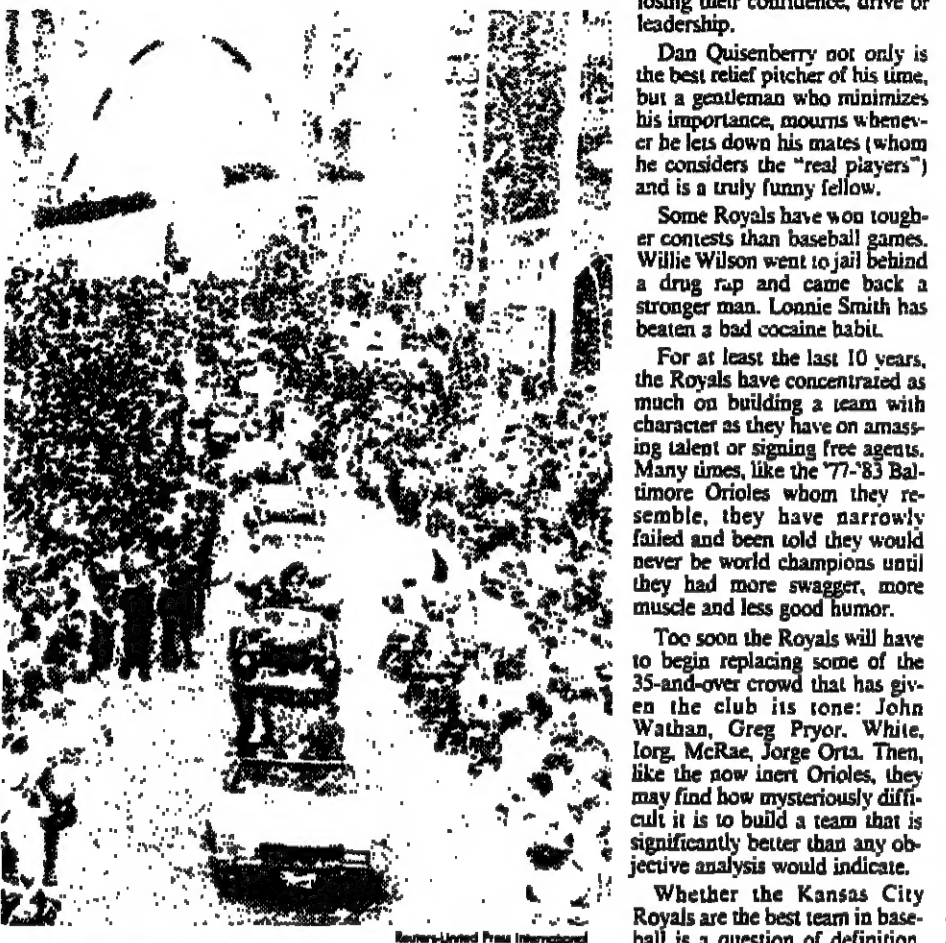 losing their confidence, drive or
leadership.
Dan Quisenberry not only is
the best relief pitcher of his time,
but a gentleman who minimizes
his importance, mourns whenev-
er he lets down his mates (whom
he considers the "real players")
and is a truly funny fellow.
Some Royals have won tough-
er contests than baseball games.
Willie Wilson went to jail behind
a drug rap and came back a
stronger man. Lonnie Smith has
beaten a bad cocaine habit.
For at least the last 10 years,
the Royals have concentrated as
much on building a team with
character as they have on amass-
ing talent or signing free agents.
Many times, like the '77-'83 Bal-
timore Orioles whom they re-
semble, they have narrowly
failed and been told they would
never be world champions until
they had more swagger, more
muscle and less good humor.
Too soon the Royals will have
to begin replacing some of the
35-and-over crowd that has giv-
en the club its tone: John
Wathan, Greg Pryor, White,
Iorg, McRae, Jorge Orta. Then,
like the now inert Orioles, they
may find how mysteriously diffi-
cult it is to build a team that is
significantly better than any ob-
jective analysis would indicate.
Whether the Kansas City
Royals are the best team in base-
ball is a question of definition.
Reuters-United Press International